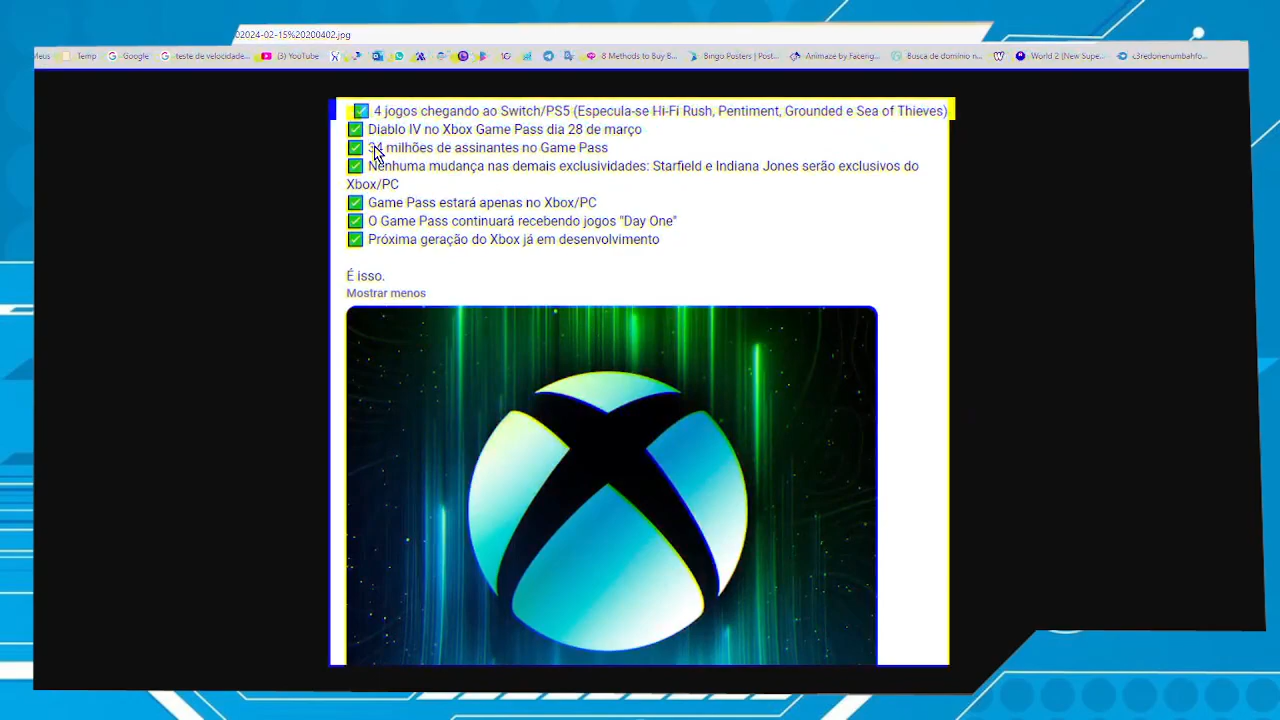 02024-02-15%20200402.jpg
Meus Temp Google teste de velocidade... (3) YouTube 8 Methods to Buy B... Bingo Posters | Post... Animaze by Faceng... Busca de domínio n... World 2 [New Supe... c3redonenumbahfo...
✅ 4 jogos chegando ao Switch/PS5 (Especula-se Hi-Fi Rush, Pentiment, Grounded e Sea of Thieves)
✅ Diablo IV no Xbox Game Pass dia 28 de março
✅ 34 milhões de assinantes no Game Pass
✅ Nenhuma mudança nas demais exclusividades: Starfield e Indiana Jones serão exclusivos do
Xbox/PC
✅ Game Pass estará apenas no Xbox/PC
✅ O Game Pass continuará recebendo jogos "Day One"
✅ Próxima geração do Xbox já em desenvolvimento
É isso.
Mostrar menos